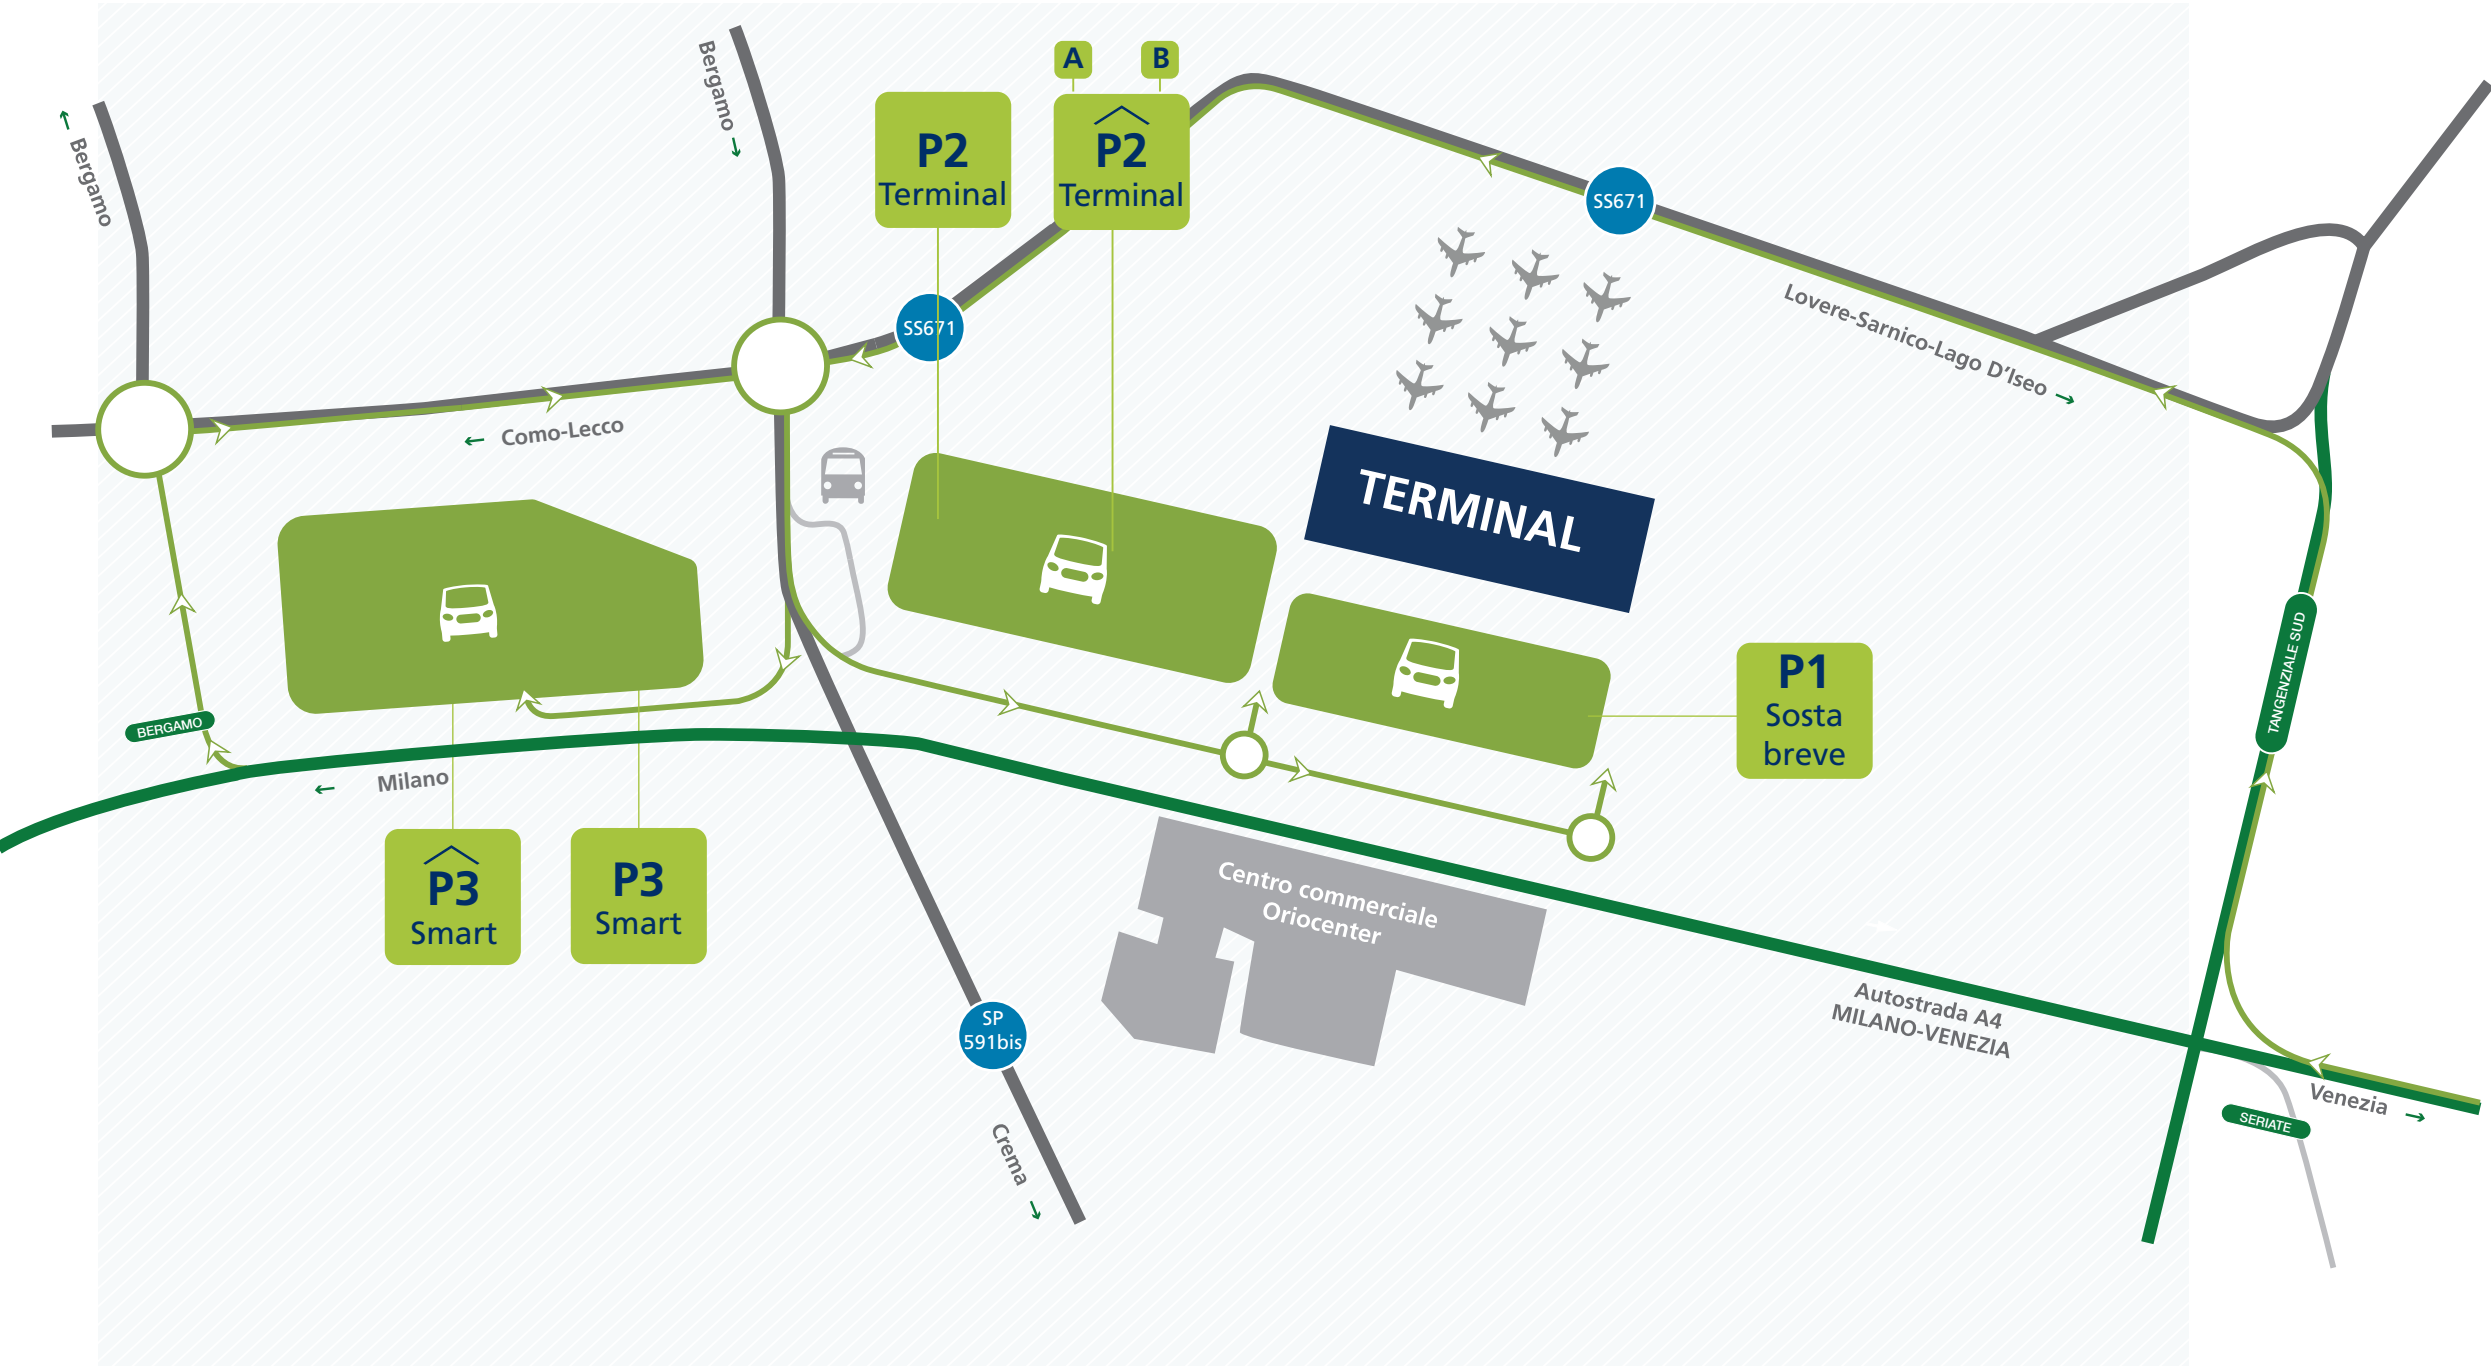 A
B
P2
Terminal
P2
Terminal
Bergamo
Bergamo
SS671
SS671
Lovere-Sarnico-Lago D'Iseo
Como-Lecco
TERMINAL
TANGENZIALE SUD
P1
Sosta
breve
BERGAMO
Milano
P3
Smart
P3
Smart
Centro commerciale
Oriocenter
Autostrada A4
MILANO-VENEZIA
SP
591bis
Venezia
SERIATE
Crema